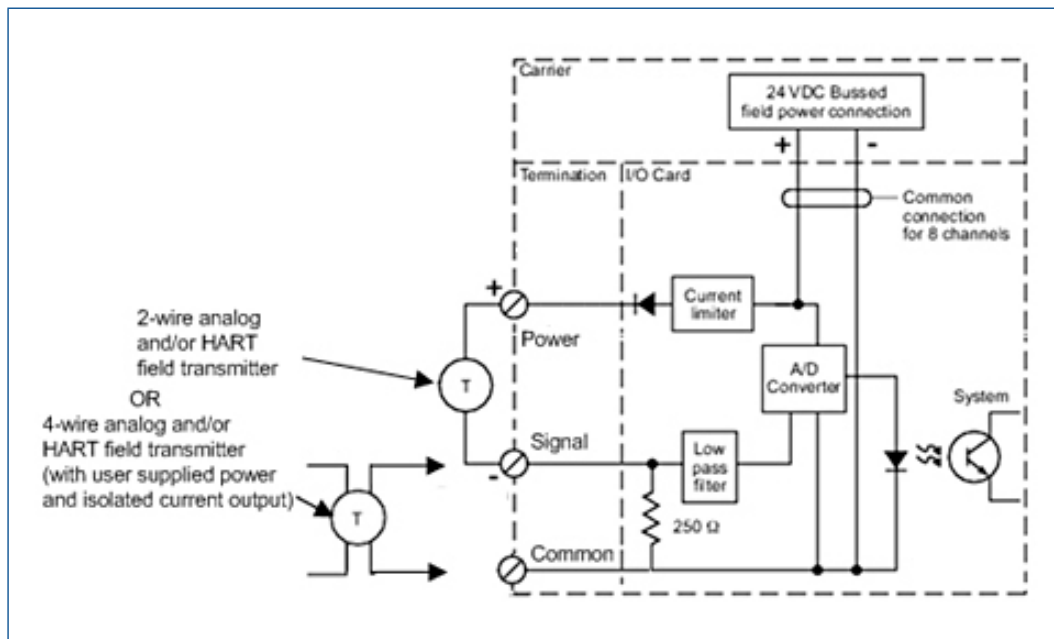 Carrier
24 VDC Bussed
field power connection
+
-
Termination
I/O Card
Common
connection
for 8 channels
+
Power
Current
limiter
2-wire analog
and/or HART
field transmitter
OR
4-wire analog and/or
HART field transmitter
(with user supplied power
and isolated current output)
T
T
A/D
Converter
System
Signal
-
Low
pass
filter
250 Ω
Common